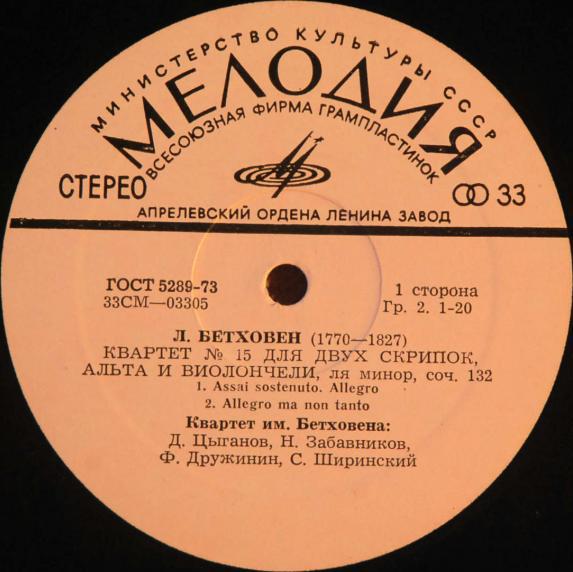 МИНИСТЕРСТВО КУЛЬТУРЫ СССР
МЕЛОДИЯ
ВСЕСОЮЗНАЯ ФИРМА ГРАМПЛАСТИНОК
СТЕРЕО
33
АПРЕЛЕВСКИЙ ОРДЕНА ЛЕНИНА ЗАВОД
ГОСТ 5289-73
33СМ—03305
1 сторона
Гр. 2. 1-20
Л. БЕТХОВЕН (1770—1827)
КВАРТЕТ № 15 ДЛЯ ДВУХ СКРИПОК,
АЛЬТА И ВИОЛОНЧЕЛИ, ля минор, соч. 132
1. Assai sostenuto. Allegro
2. Allegro ma non tanto
Квартет им. Бетховена:
Д. Цыганов, Н. Забавников,
Ф. Дружинин, С. Ширинский